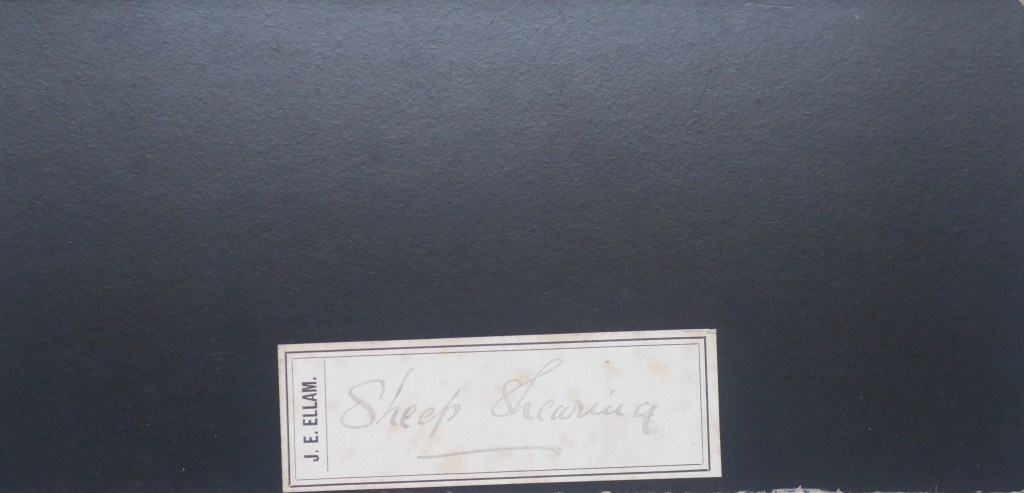 J. E. ELLAM.
Sheep Shearing